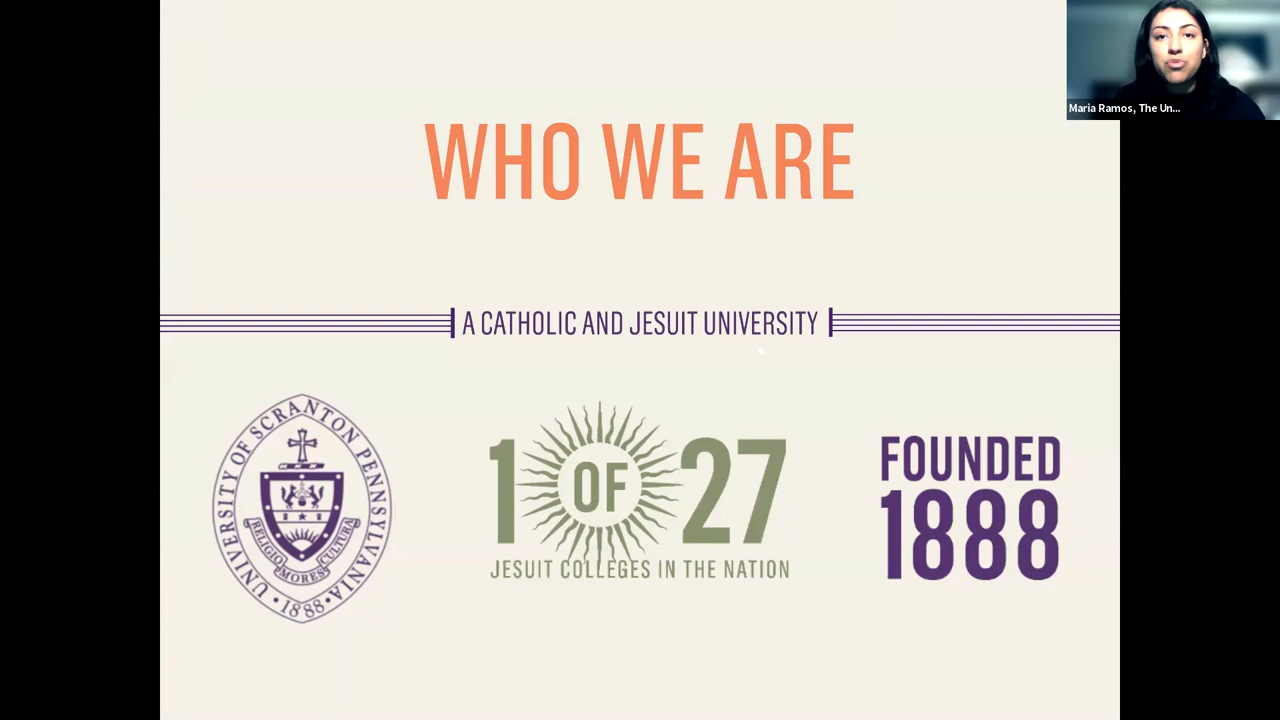 Maria Ramos, The Un...
WHO WE ARE
A CATHOLIC AND JESUIT UNIVERSITY
UNIVERSITY OF SCRANTON PENNSYLVANIA
• 1888 •
RELIGIO
MORES
CULTURA
1 OF 27
JESUIT COLLEGES IN THE NATION
FOUNDED
1888